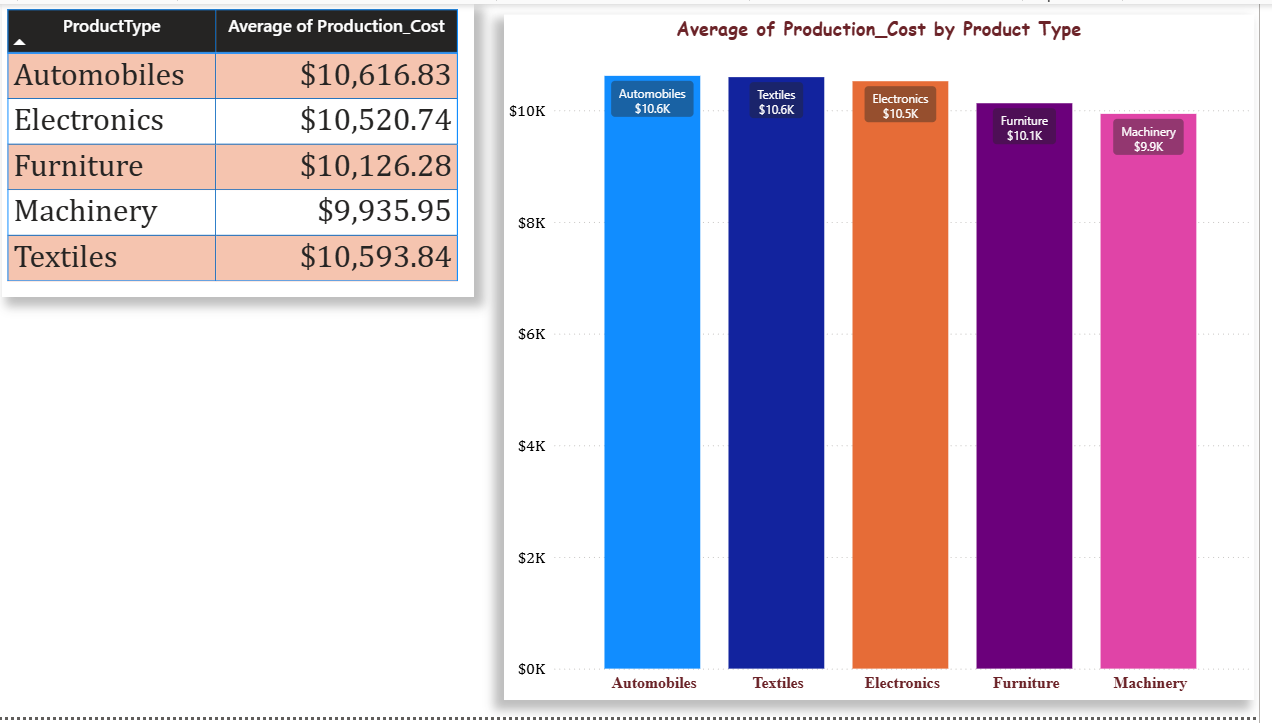 ProductType Average of Production_Cost
Automobiles $10,616.83
Electronics $10,520.74
Furniture $10,126.28
Machinery $9,935.95
Textiles $10,593.84
Average of Production_Cost by Product Type
$10K
$8K
$6K
$4K
$2K
$0K
Automobiles
$10.6K
Textiles
$10.6K
Electronics
$10.5K
Furniture
$10.1K
Machinery
$9.9K
Automobiles Textiles Electronics Furniture Machinery